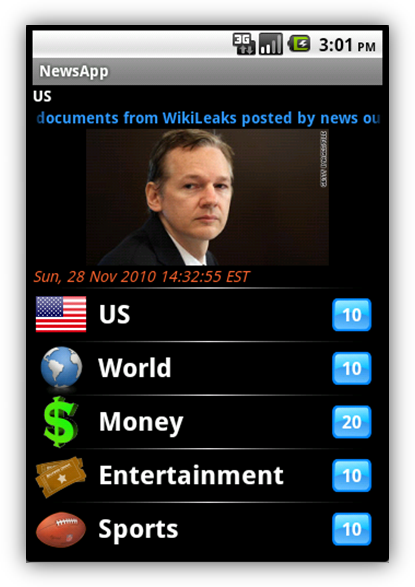 3G
3:01 PM
NewsApp
US
documents from WikiLeaks posted by news ou
Sun, 28 Nov 2010 14:32:55 EST
US 10
World 10
Money 20
Entertainment 10
Sports 10